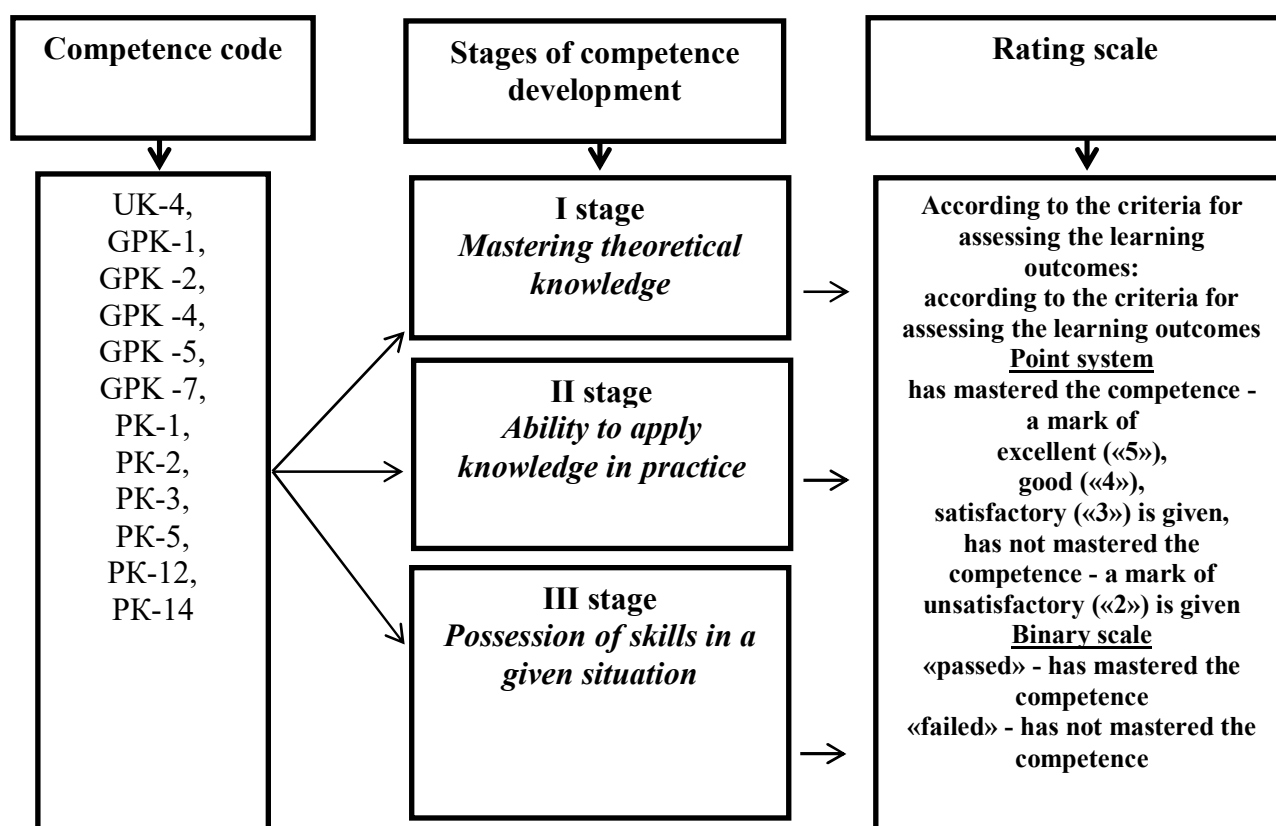 Competence code
Stages of competence
development
Rating scale
UK-4,
GPK-1,
GPK -2,
GPK -4,
GPK -5,
GPK -7,
PK-1,
PK-2,
PK-3,
PK-5,
PK-12,
PK-14
I stage
Mastering theoretical
knowledge
II stage
Ability to apply
knowledge in practice
III stage
Possession of skills in a
given situation
According to the criteria for
assessing the learning
outcomes:
according to the criteria for
assessing the learning outcomes
Point system
has mastered the competence -
a mark of
excellent («5»),
good («4»),
satisfactory («3») is given,
has not mastered the
competence - a mark of
unsatisfactory («2») is given
Binary scale
«passed» - has mastered the
competence
«failed» - has not mastered the
competence